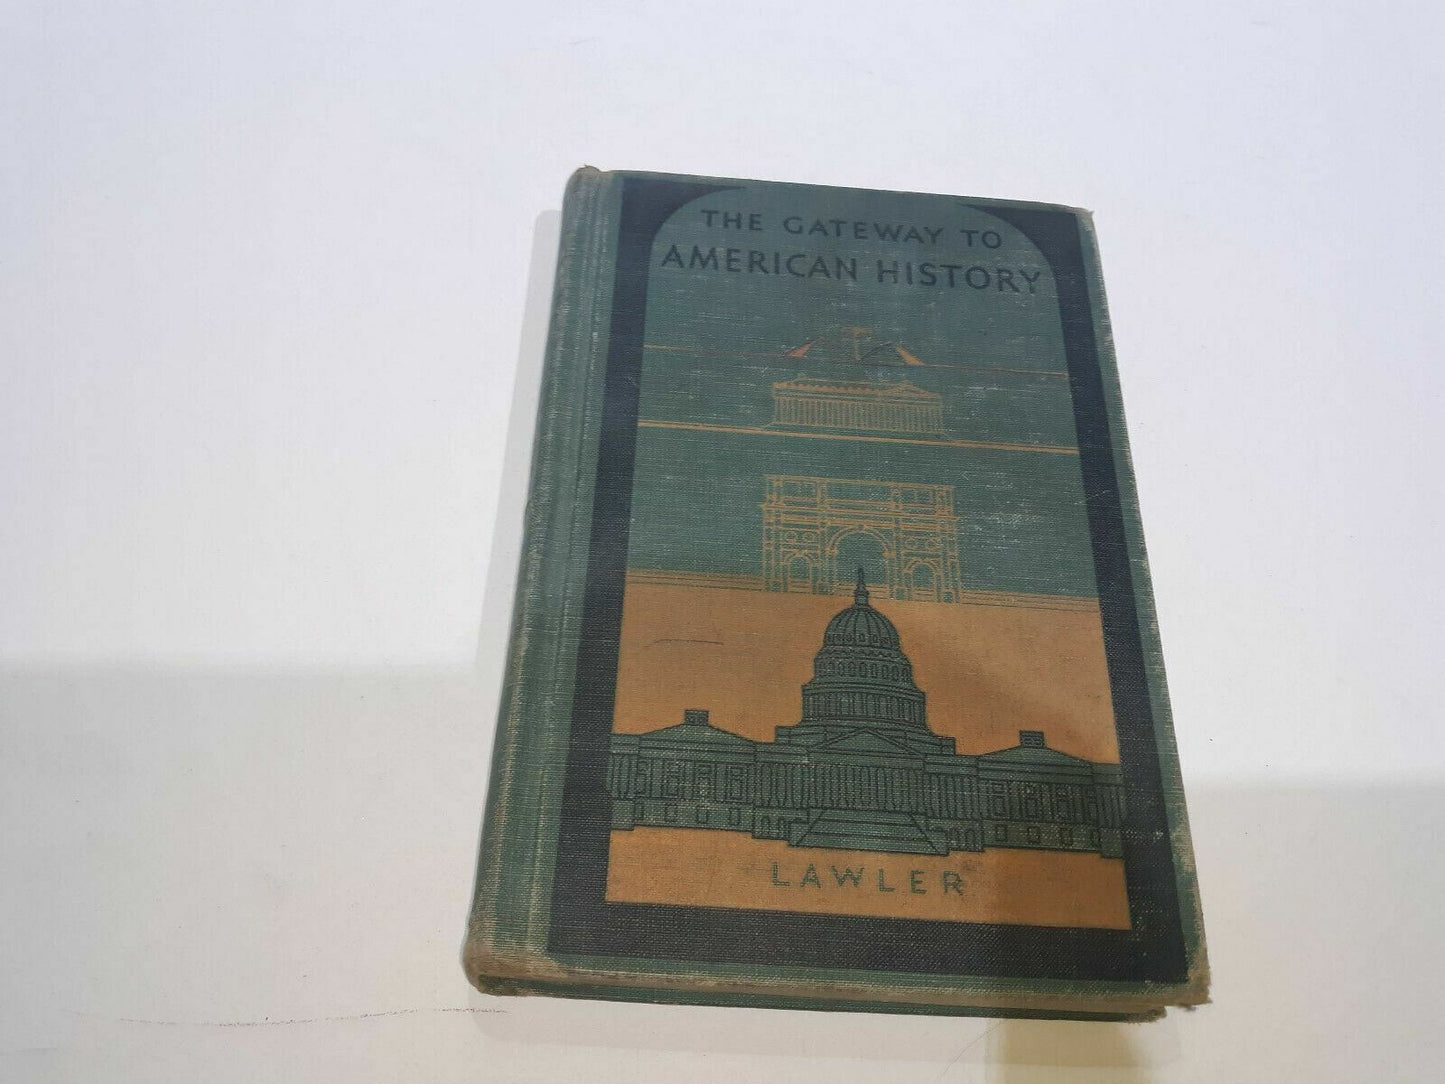 THE GATEWAY TO
AMERICAN HISTORY
LAWLER